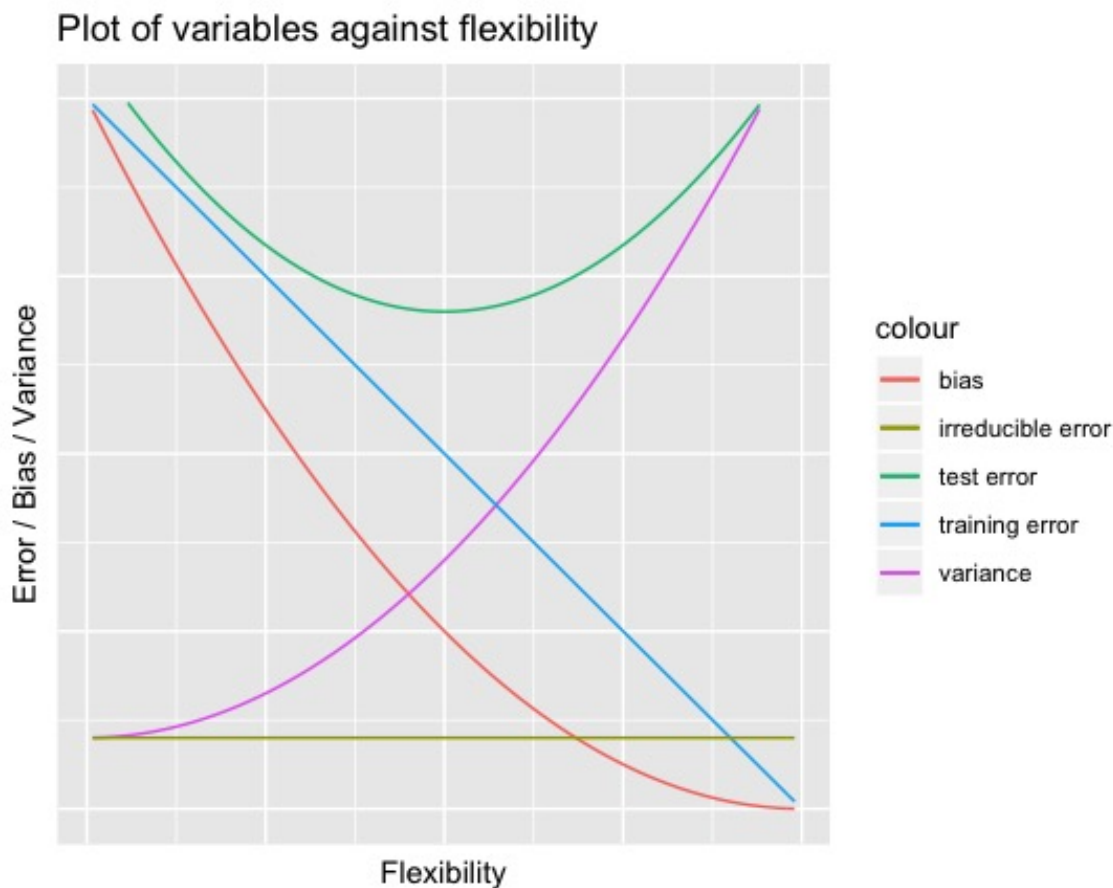 Plot of variables against flexibility
Error / Bias / Variance
Flexibility
colour
bias
irreducible error
test error
training error
variance